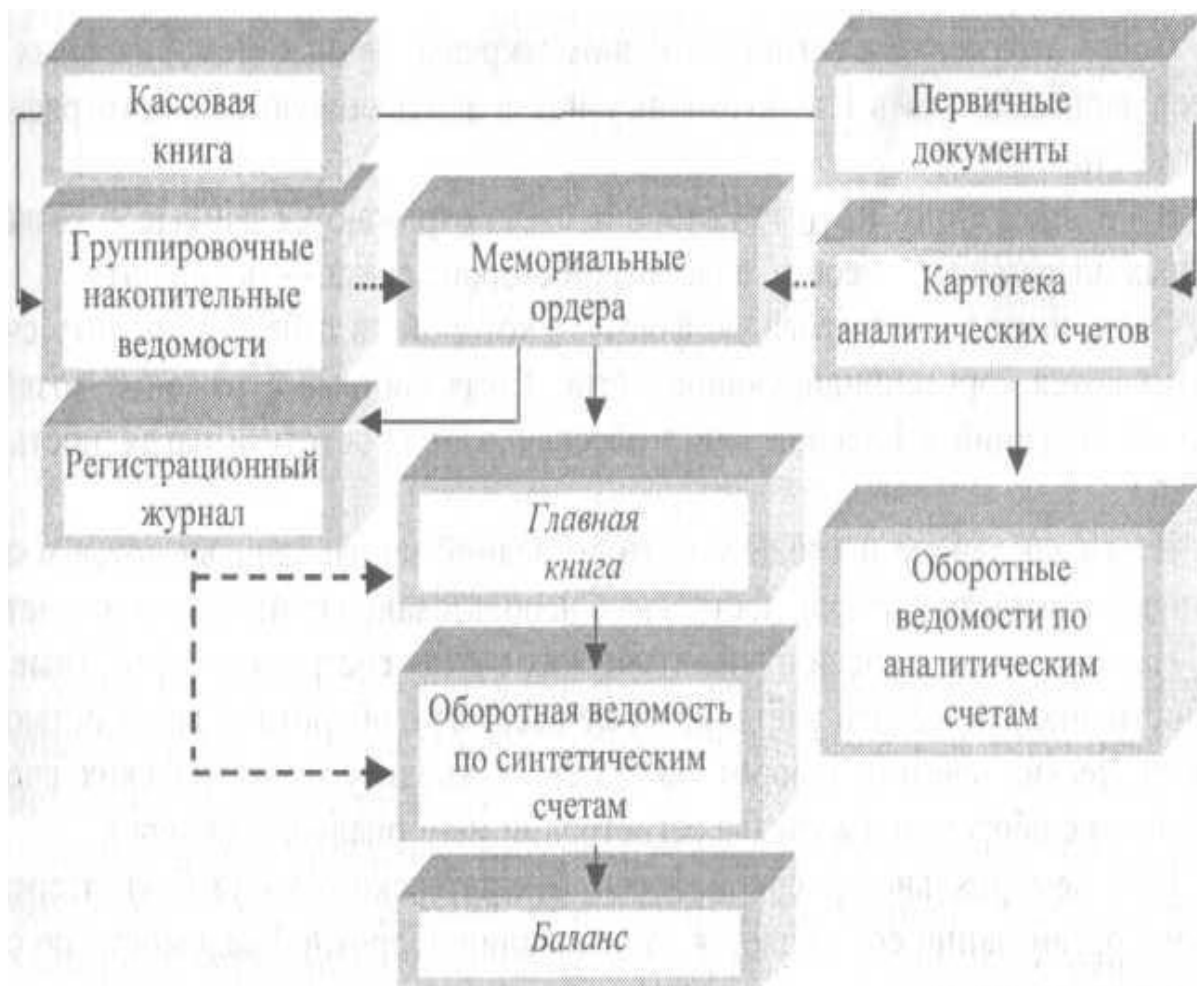 Кассовая
книга
Первичные
документы
Группировочные
накопительные
ведомости
Мемориальные
ордера
Картотека
аналитических счетов
Регистрационный
журнал
Главная
книга
Оборотные
ведомости по
аналитическим
счетам
Оборотная ведомость
по синтетическим
счетам
Баланс